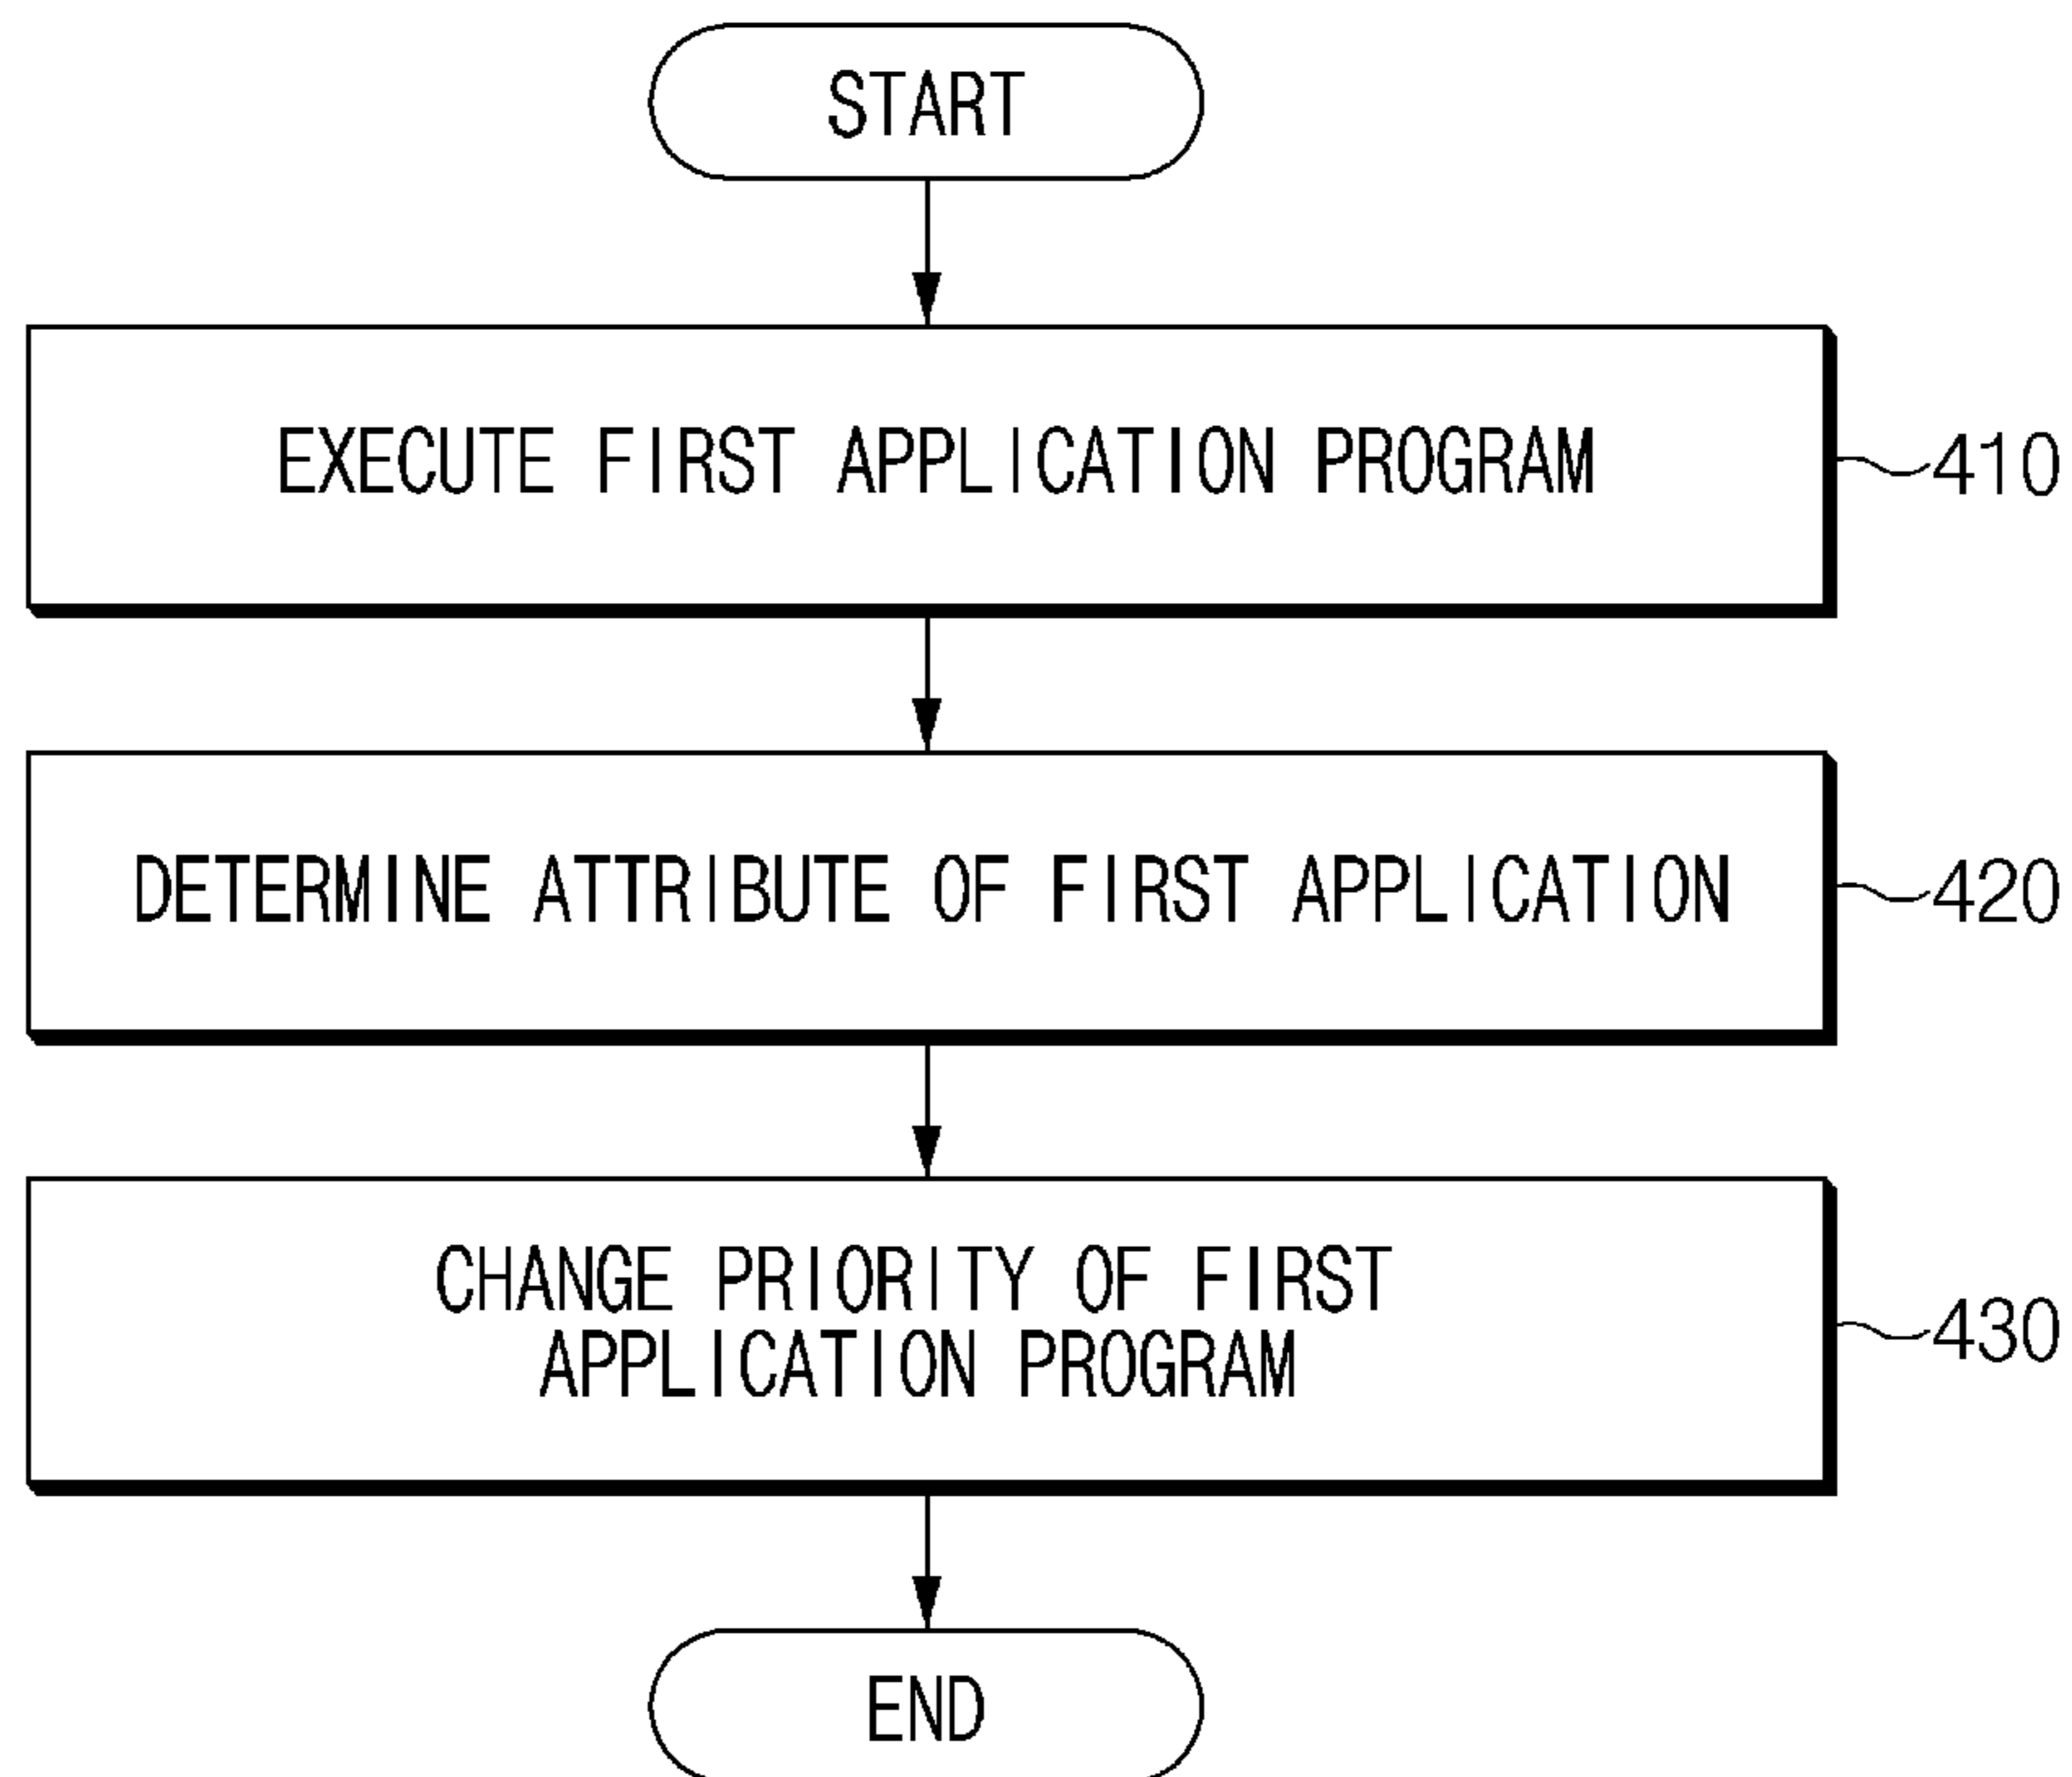 START
EXECUTE FIRST APPLICATION PROGRAM
410
DETERMINE ATTRIBUTE OF FIRST APPLICATION
420
CHANGE PRIORITY OF FIRST
APPLICATION PROGRAM
430
END